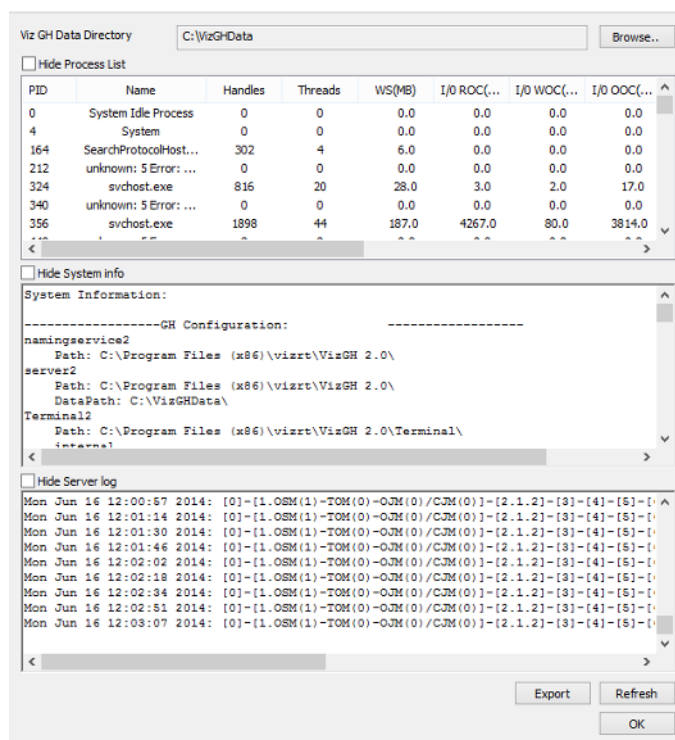 Viz GH Data Directory C:\VizGHData Browse..
Hide Process List
PID Name Handles Threads WS(MB) I/0 ROC(... I/0 WOC(... I/0 OOC(...
0 System Idle Process 0 0 0.0 0.0 0.0 0.0
4 System 0 0 0.0 0.0 0.0 0.0
164 SearchProtocolHost... 302 4 6.0 0.0 0.0 0.0
212 unknown: 5 Error: ... 0 0 0.0 0.0 0.0 0.0
324 svchost.exe 816 20 28.0 3.0 2.0 17.0
340 unknown: 5 Error: ... 0 0 0.0 0.0 0.0 0.0
356 svchost.exe 1898 44 187.0 4267.0 80.0 3814.0
Hide System info
System Information:
------------------GH Configuration: ------------------
namingservice2
Path: C:\Program Files (x86)\vizrt\VizGH 2.0\
server2
Path: C:\Program Files (x86)\vizrt\VizGH 2.0\
DataPath: C:\VizGHData\
Terminal2
Path: C:\Program Files (x86)\vizrt\VizGH 2.0\Terminal\
internal
Hide Server log
Mon Jun 16 12:00:57 2014: [0]-[1.OSM(1)-TOM(0)-OJM(0)/CJM(0)]-[2.1.2]-[3]-[4]-[5]-[
Mon Jun 16 12:01:14 2014: [0]-[1.OSM(1)-TOM(0)-OJM(0)/CJM(0)]-[2.1.2]-[3]-[4]-[5]-[
Mon Jun 16 12:01:30 2014: [0]-[1.OSM(1)-TOM(0)-OJM(0)/CJM(0)]-[2.1.2]-[3]-[4]-[5]-[
Mon Jun 16 12:01:46 2014: [0]-[1.OSM(1)-TOM(0)-OJM(0)/CJM(0)]-[2.1.2]-[3]-[4]-[5]-[
Mon Jun 16 12:02:02 2014: [0]-[1.OSM(1)-TOM(0)-OJM(0)/CJM(0)]-[2.1.2]-[3]-[4]-[5]-[
Mon Jun 16 12:02:18 2014: [0]-[1.OSM(1)-TOM(0)-OJM(0)/CJM(0)]-[2.1.2]-[3]-[4]-[5]-[
Mon Jun 16 12:02:34 2014: [0]-[1.OSM(1)-TOM(0)-OJM(0)/CJM(0)]-[2.1.2]-[3]-[4]-[5]-[
Mon Jun 16 12:02:51 2014: [0]-[1.OSM(1)-TOM(0)-OJM(0)/CJM(0)]-[2.1.2]-[3]-[4]-[5]-[
Mon Jun 16 12:03:07 2014: [0]-[1.OSM(1)-TOM(0)-OJM(0)/CJM(0)]-[2.1.2]-[3]-[4]-[5]-[
Export Refresh
OK